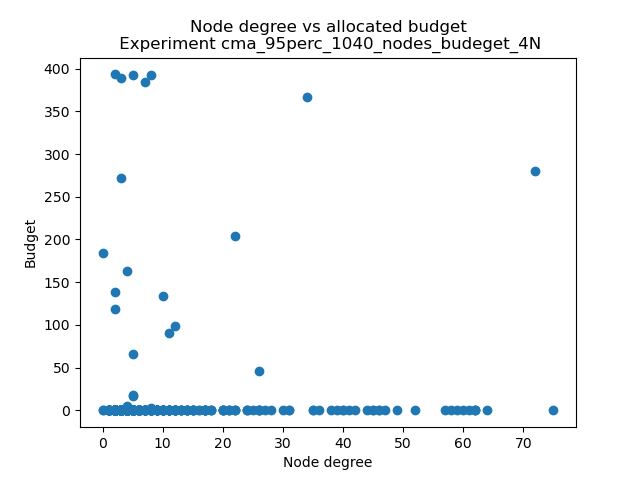 Node degree vs allocated budget
Experiment cma_95perc_1040_nodes_budeget_4N
400
350
300
250
200
150
100
50
0
Budget
0 10 20 30 40 50 60 70
Node degree